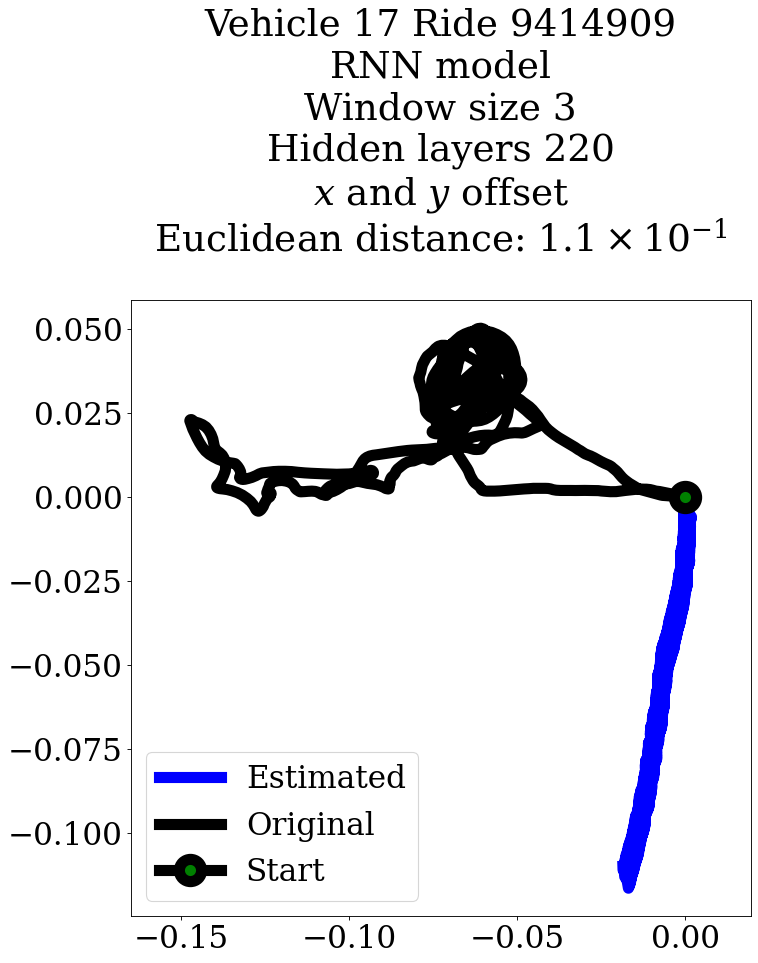 Vehicle 17 Ride 9414909
RNN model
Window size 3
Hidden layers 220
x and y offset
Euclidean distance: 1.1 × 10⁻¹
0.050
0.025
0.000
−0.025
−0.050
−0.075
−0.100
Estimated
Original
Start
−0.15 −0.10 −0.05 0.00